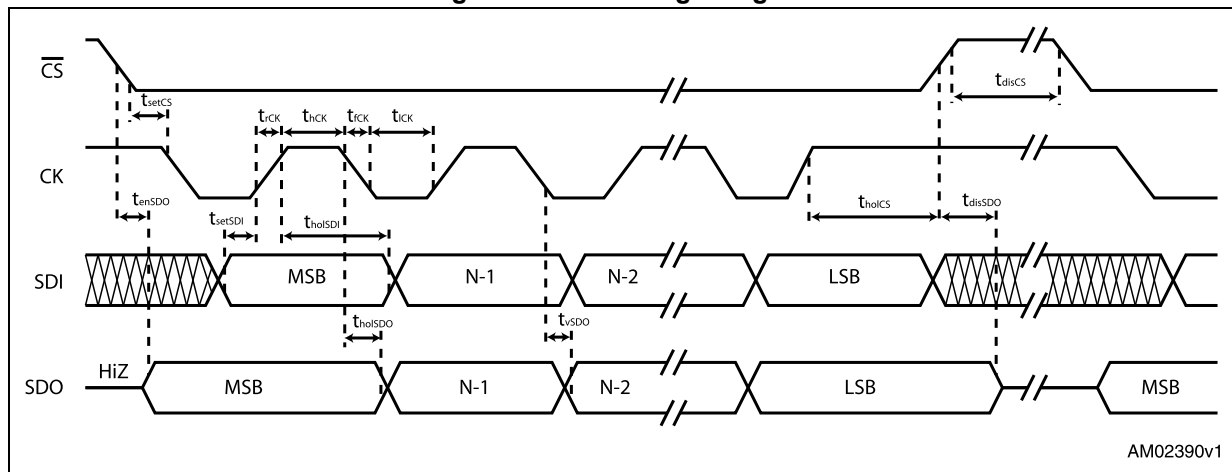 CS
tdisCS
tsetCS
trCK thCK tfCK tlCK
CK
tenSDO
tsetSDI
tholSDI
tholCS
tdisSDO
SDI
MSB
N-1
N-2
LSB
tholSDO
tvSDO
HiZ
SDO
MSB
N-1
N-2
LSB
MSB
AM02390v1